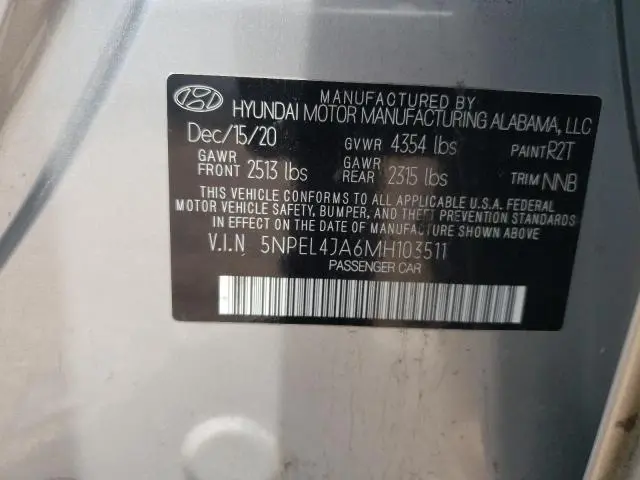 MANUFACTURED BY
HYUNDAI MOTOR MANUFACTURING ALABAMA, LLC
Dec/15/20 GVWR 4354 lbs PAINT R2T
GAWR FRONT 2513 lbs GAWR REAR 2315 lbs TRIM NNB
THIS VEHICLE CONFORMS TO ALL APPLICABLE U.S.A. FEDERAL
MOTOR VEHICLE SAFETY, BUMPER, AND THEFT PREVENTION STANDARDS
IN EFFECT ON THE DATE OF MANUFACTURE SHOWN ABOVE.
V.I.N 5NPEL4JA6MH103511
PASSENGER CAR